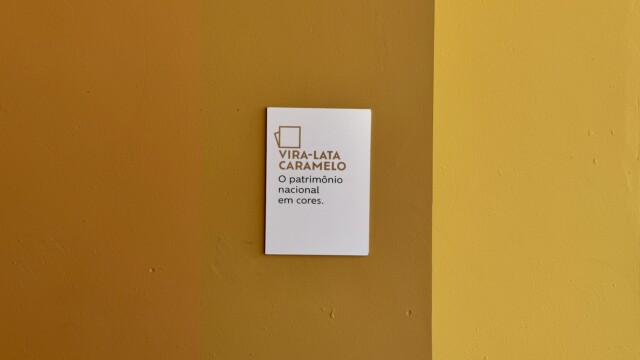 VIRA-LATA
CARAMELO
O patrimônio
nacional
em cores.